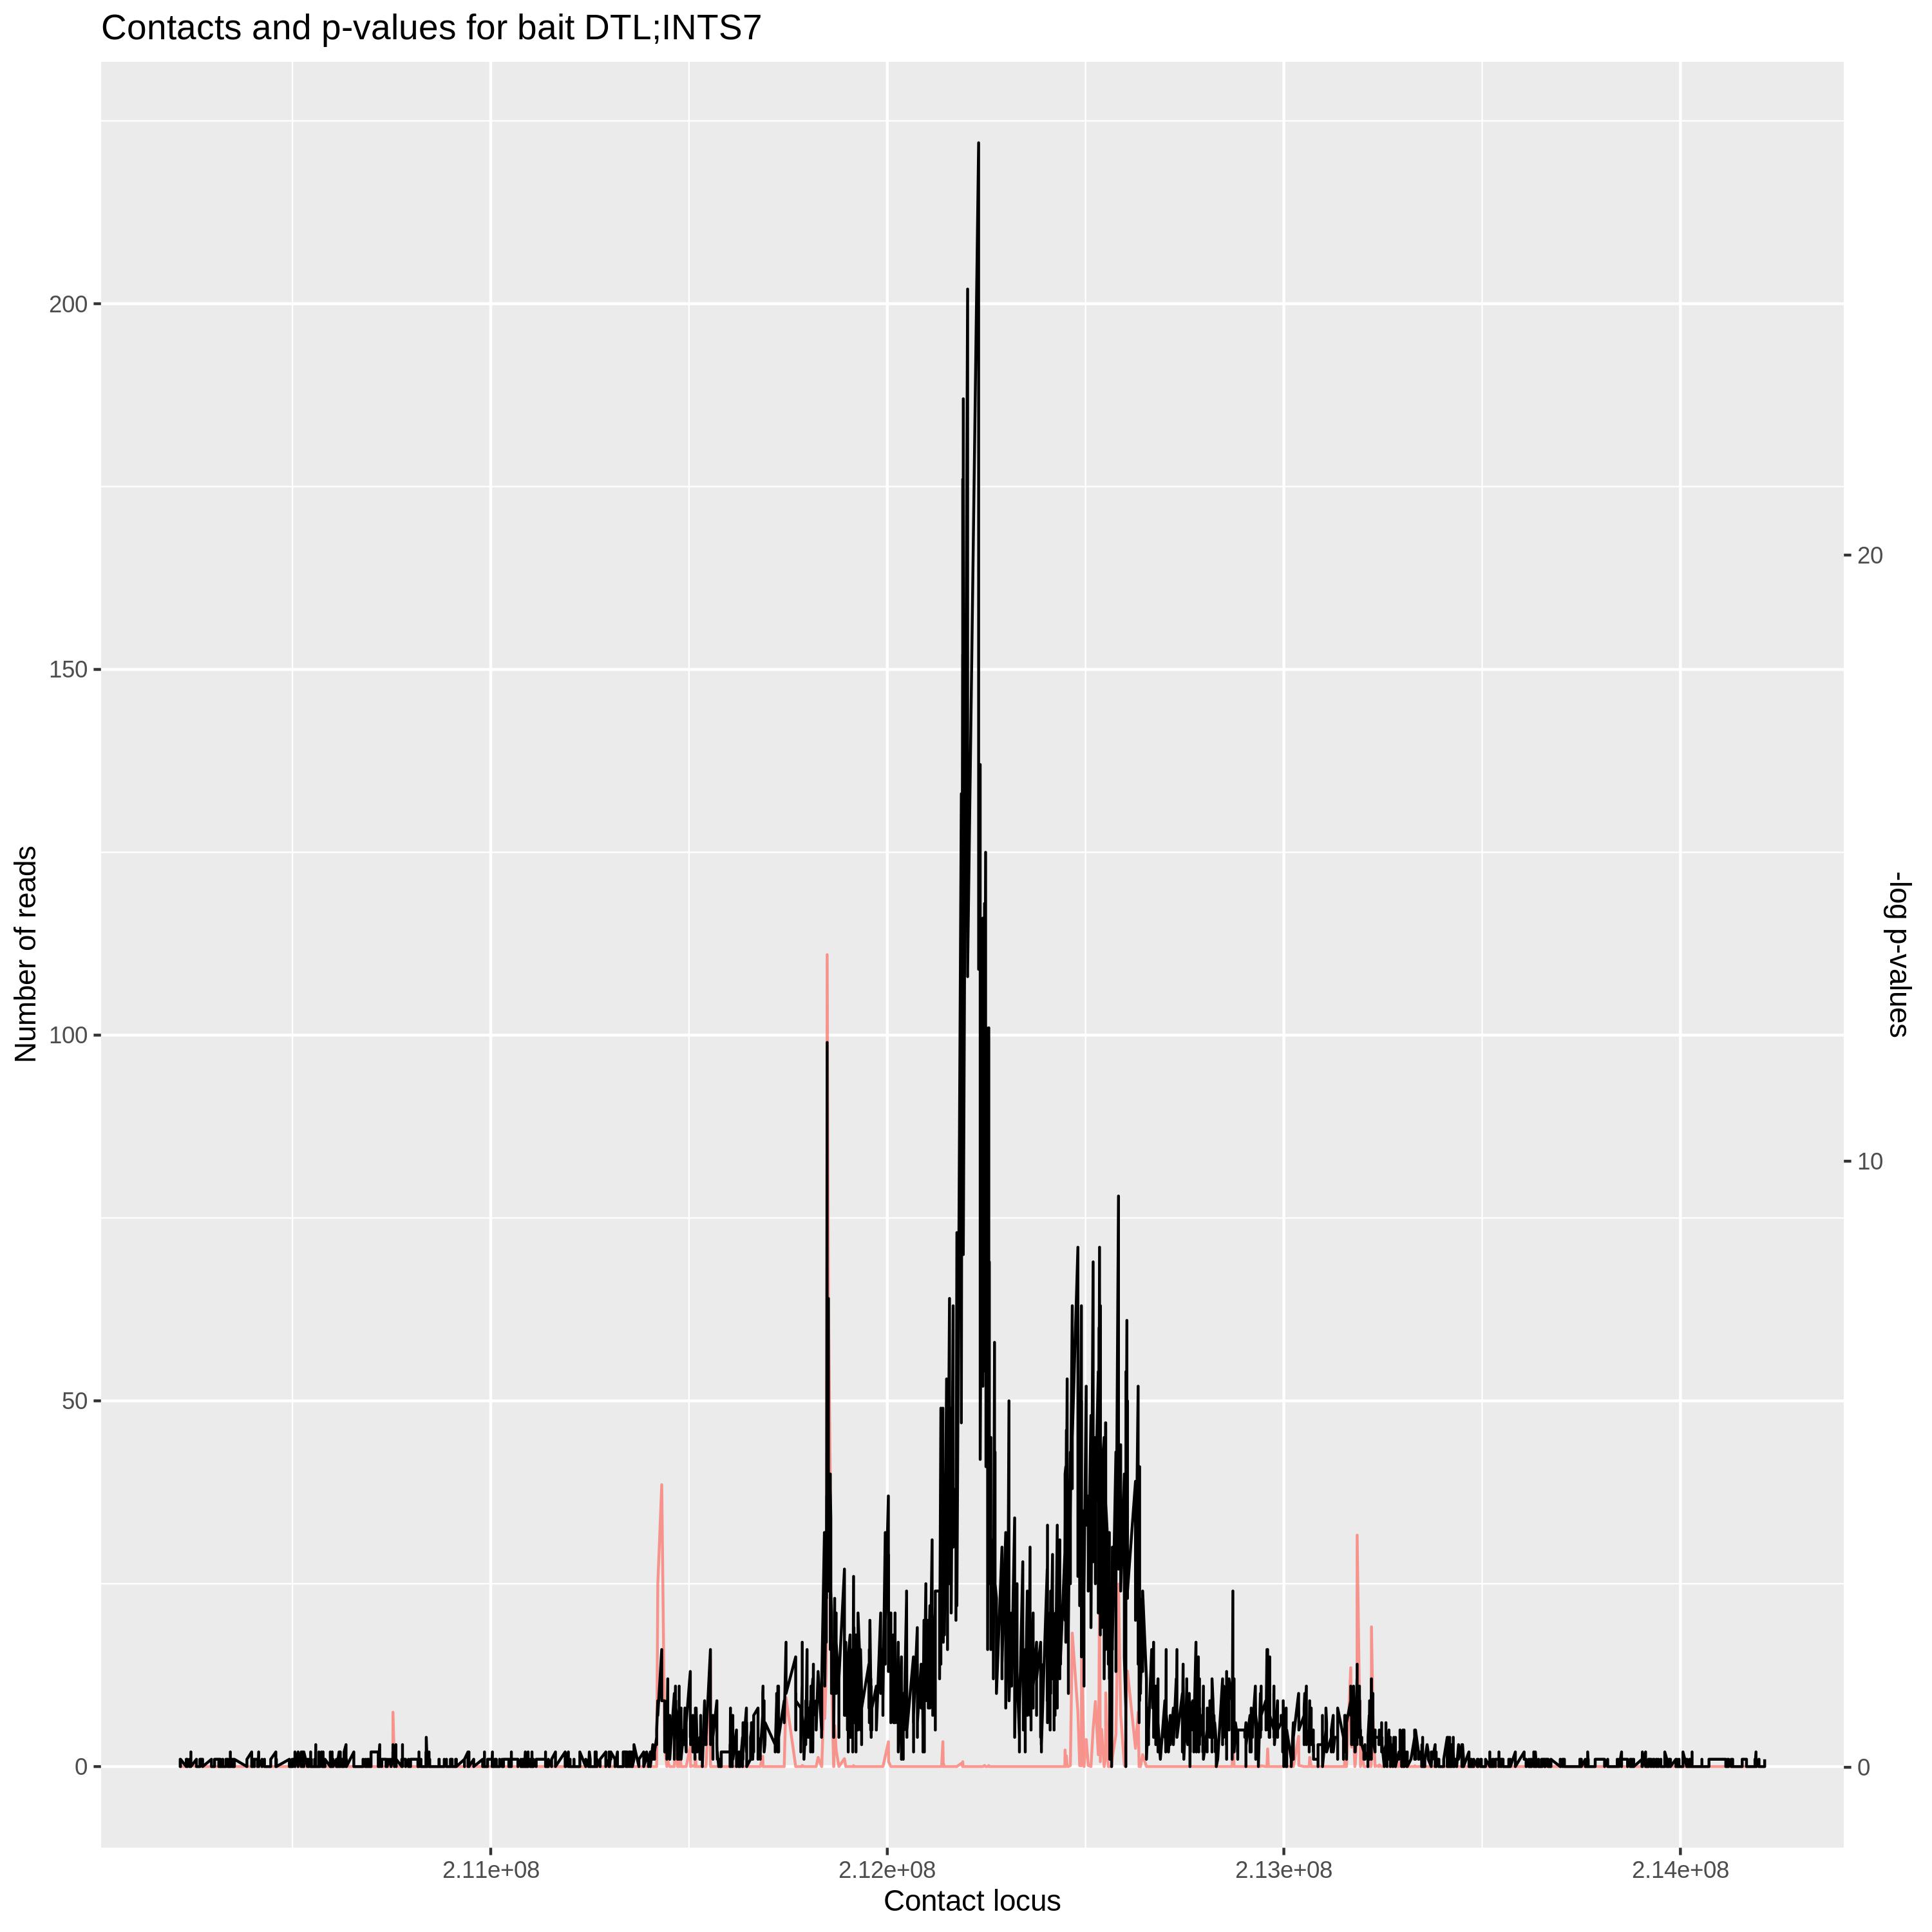 Contacts and p-values for bait DTL;INTS7
Number of reads
200
150
100
50
0
20
10
0
-log p-values
2.11e+08
2.12e+08
2.13e+08
2.14e+08
Contact locus